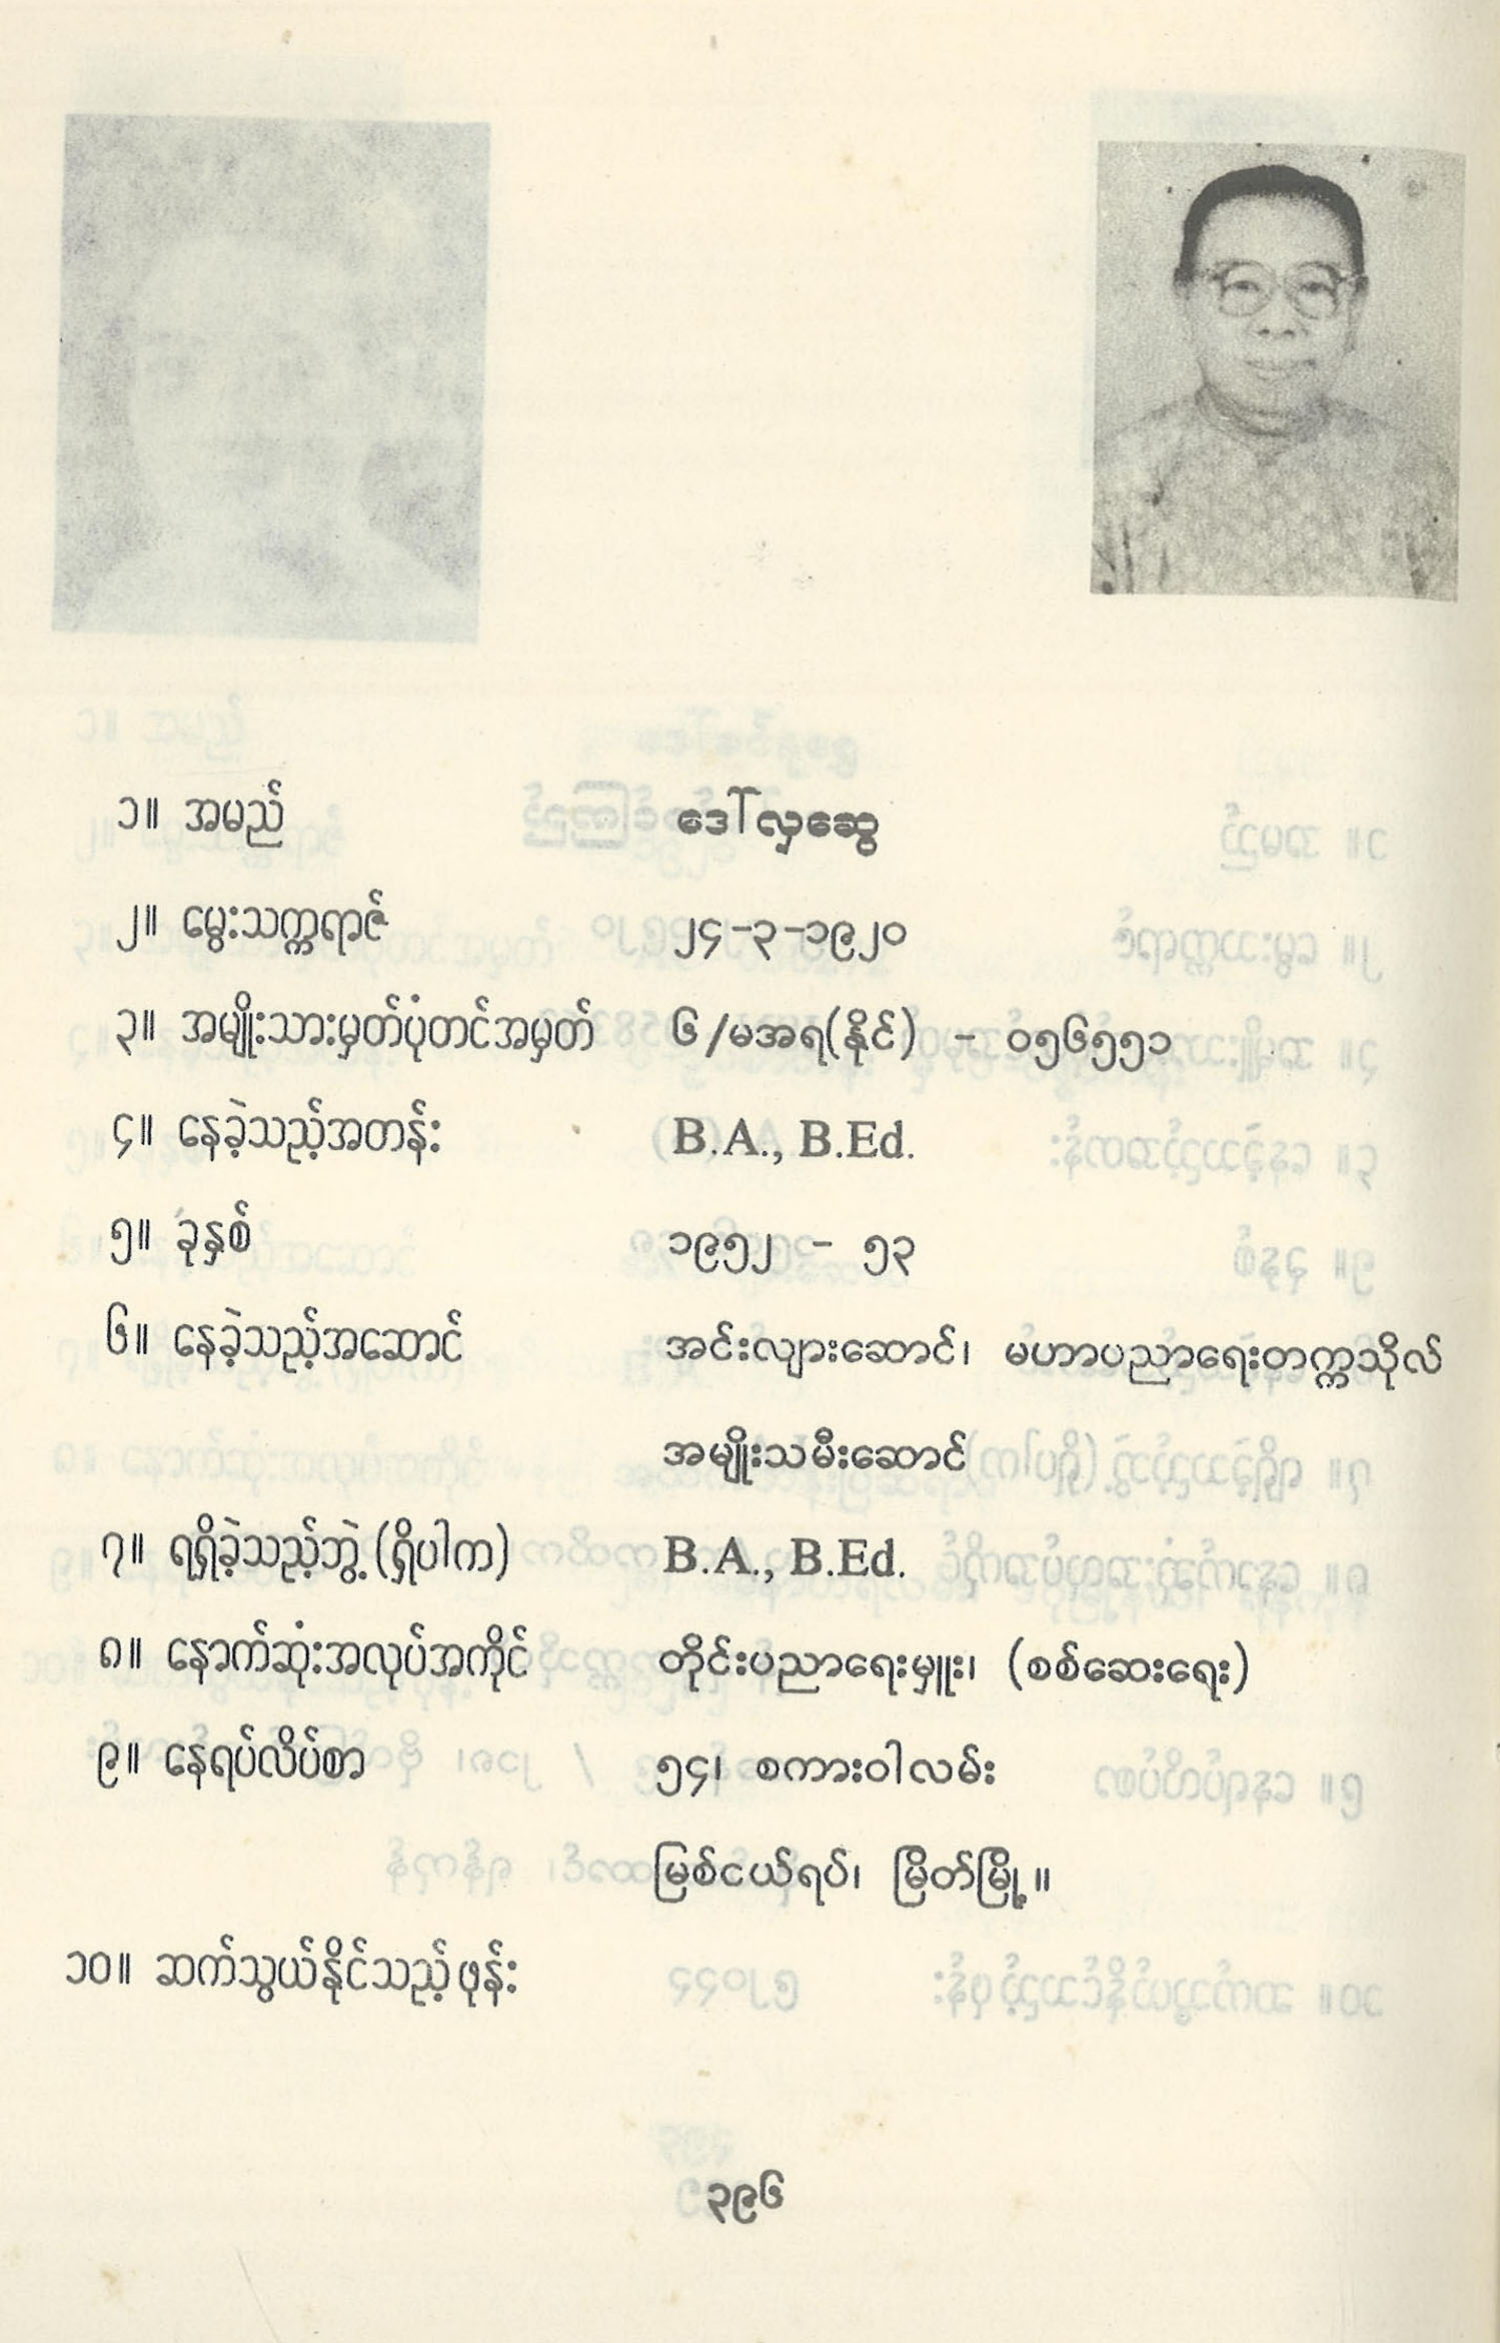 ၁။ အမည် ဒေါ်လှဆွေ
၂။ မွေးသက္ကရာဇ် ၂၄-၃-၁၉၂၀
၃။ အမျိုးသားမှတ်ပုံတင်အမှတ် ၆/မအရ(နိုင်) - ၀၅၆၅၅၁
၄။ နေခဲ့သည့်အတန်း B.A., B.Ed.
၅။ ခုနှစ် ၁၉၅၂ - ၅၃
၆။ နေခဲ့သည့်အဆောင် အင်းလျားဆောင်၊ မဟာပညာရေးတက္ကသိုလ်
အမျိုးသမီးဆောင်
၇။ ရရှိခဲ့သည့်ဘွဲ့(ရှိပါက) B.A., B.Ed.
၈။ နောက်ဆုံးအလုပ်အကိုင် တိုင်းပညာရေးမှူး၊ (စစ်ဆေးရေး)
၉။ နေရပ်လိပ်စာ ၅၄၊ စကားဝါလမ်း
မြစ်ငယ်ရပ်၊ မြိတ်မြို့။
၁၀။ ဆက်သွယ်နိုင်သည့်ဖုန်း
၃၉၆